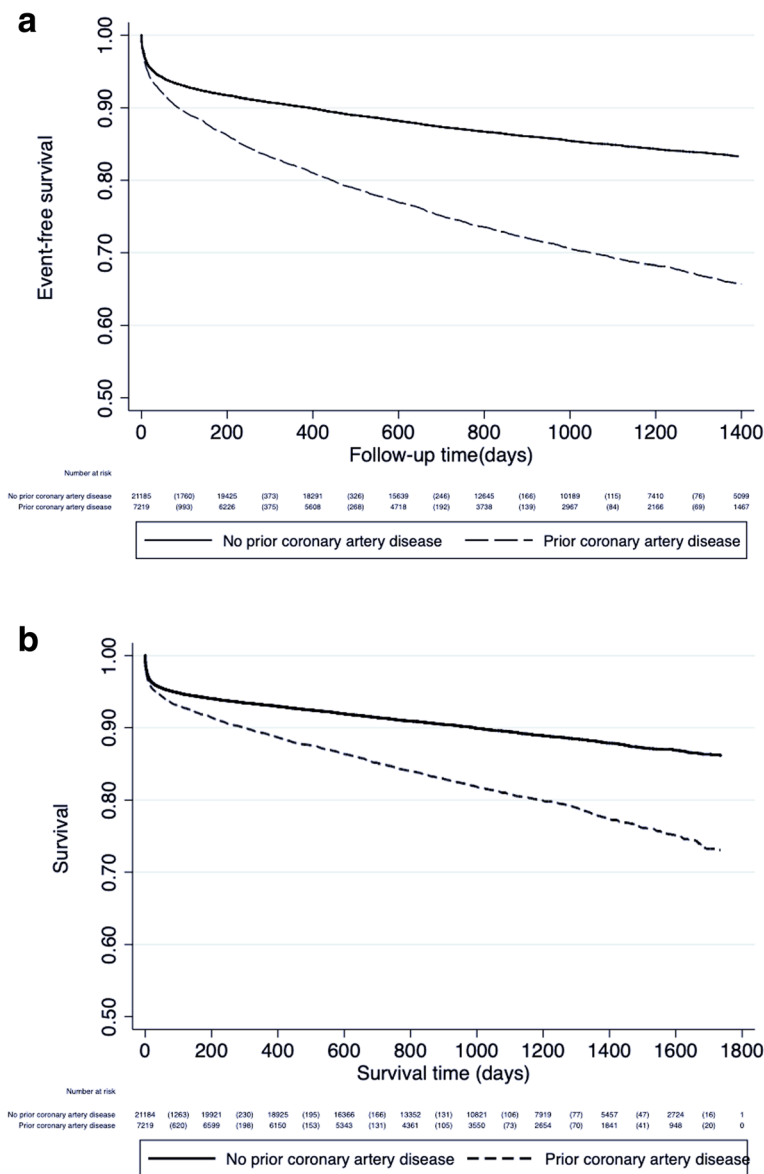 a
1.00
0.90
0.80
0.70
0.60
0.50
Event-free survival
0 200 400 600 800 1000 1200 1400
Follow-up time(days)
Number at risk
No prior coronary artery disease 21185 (1760) 19425 (373) 18291 (326) 15639 (246) 12645 (166) 10189 (115) 7410 (76) 5099
Prior coronary artery disease 7219 (993) 6226 (375) 5608 (268) 4718 (192) 3738 (139) 2967 (84) 2166 (69) 1467
No prior coronary artery disease Prior coronary artery disease
b
1.00
0.90
0.80
0.70
0.60
0.50
Survival
0 200 400 600 800 1000 1200 1400 1600 1800
Survival time (days)
Number at risk
No prior coronary artery disease 21184 (1263) 19921 (230) 18925 (195) 16366 (166) 13352 (131) 10821 (106) 7919 (77) 5457 (47) 2724 (16) 1
Prior coronary artery disease 7219 (620) 6599 (198) 6150 (153) 5343 (131) 4361 (105) 3550 (73) 2654 (70) 1841 (41) 948 (20) 0
No prior coronary artery disease Prior coronary artery disease